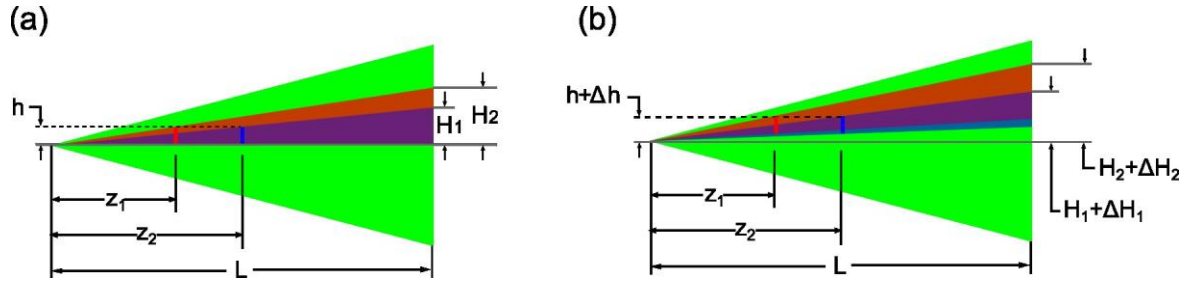 (a)
h
H₁
H₂
z₁
z₂
L
(b)
h+Δh
z₁
z₂
L
H₂+ΔH₂
H₁+ΔH₁